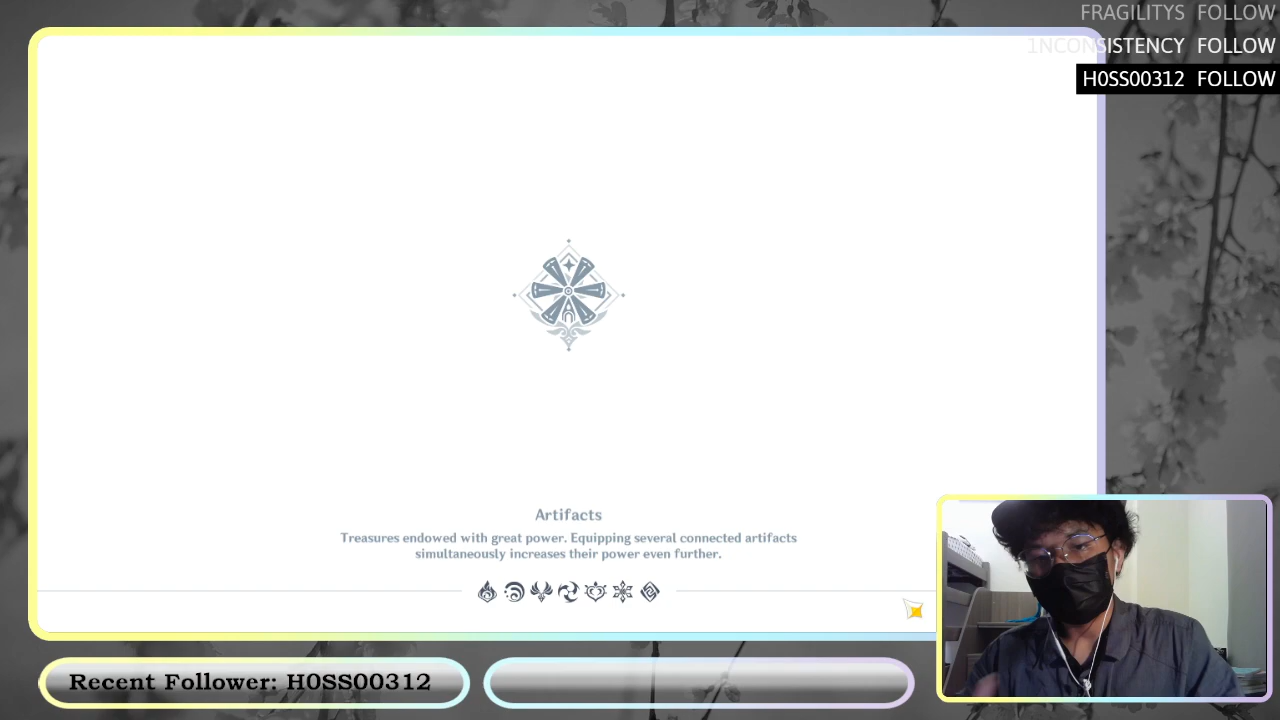 FRAGILITYS FOLLOW
1NCONSISTENCY FOLLOW
H0SS00312 FOLLOW
Artifacts
Treasures endowed with great power. Equipping several connected artifacts
simultaneously increases their power even further.
Recent Follower: H0SS00312